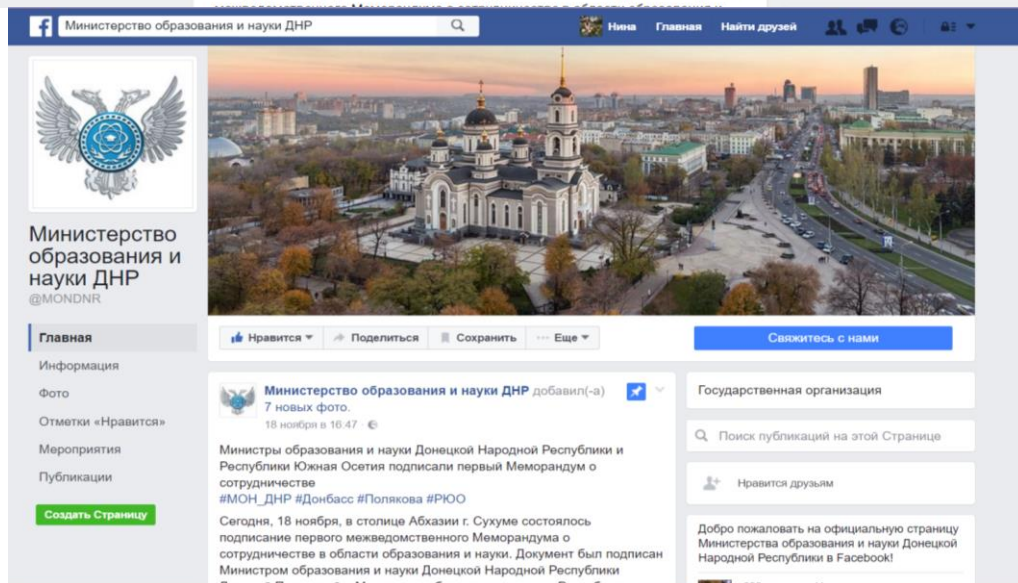 Министерство образования и науки ДНР
Нина Главная Найти друзей
Министерство
образования и
науки ДНР
@MONDNR
Главная
Информация
Фото
Отметки «Нравится»
Мероприятия
Публикации
Создать Страницу
Нравится Поделиться Сохранить ··· Еще
Свяжитесь с нами
Министерство образования и науки ДНР добавил(-а)
7 новых фото.
18 ноября в 16:47 ·
Министры образования и науки Донецкой Народной Республики и
Республики Южная Осетия подписали первый Меморандум о
сотрудничестве
#МОН_ДНР #Донбасс #Полякова #РЮО
Сегодня, 18 ноября, в столице Абхазии г. Сухуме состоялось
подписание первого межведомственного Меморандума о
сотрудничестве в области образования и науки. Документ был подписан
Министром образования и науки Донецкой Народной Республики
Государственная организация
Поиск публикаций на этой Странице
Нравится друзьям
Добро пожаловать на официальную страницу
Министерства образования и науки Донецкой
Народной Республики в Facebook!